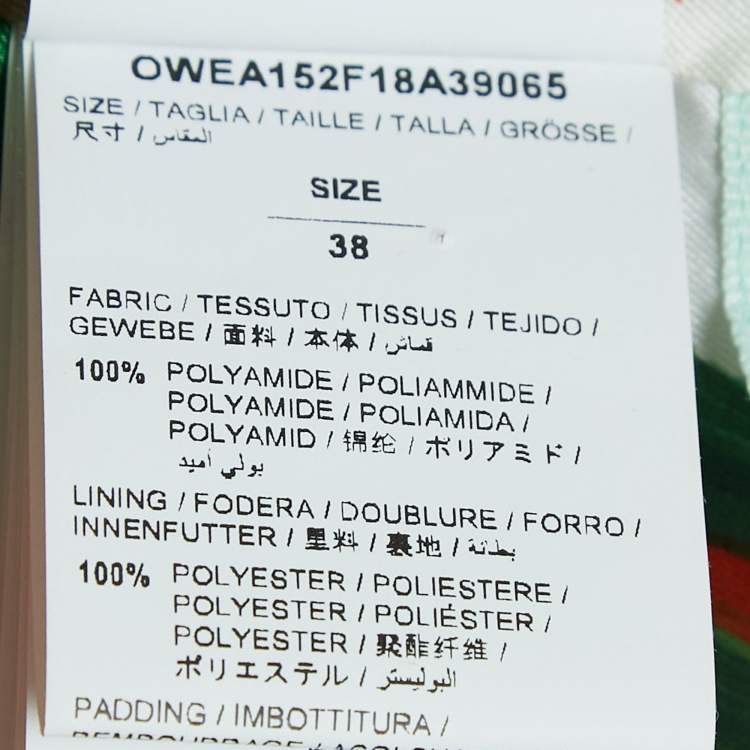 OWEA152F18A39065
SIZE / TAGLIA / TAILLE / TALLA / GRÖSSE /
尺寸 / المقاس
SIZE
38
FABRIC / TESSUTO / TISSUS / TEJIDO /
GEWEBE / 面料 / 本体 / قماش
100% POLYAMIDE / POLIAMMIDE /
POLYAMIDE / POLIAMIDA /
POLYAMID / 锦纶 / ポリアミド /
بولي أميد
LINING / FODERA / DOUBLURE / FORRO /
INNENFUTTER / 里料 / 裏地 / بطانة
100% POLYESTER / POLIESTERE /
POLYESTER / POLIÉSTER /
POLYESTER / 聚酯纤维 /
ポリエステル / البوليستر
PADDING / IMBOTTITURA /